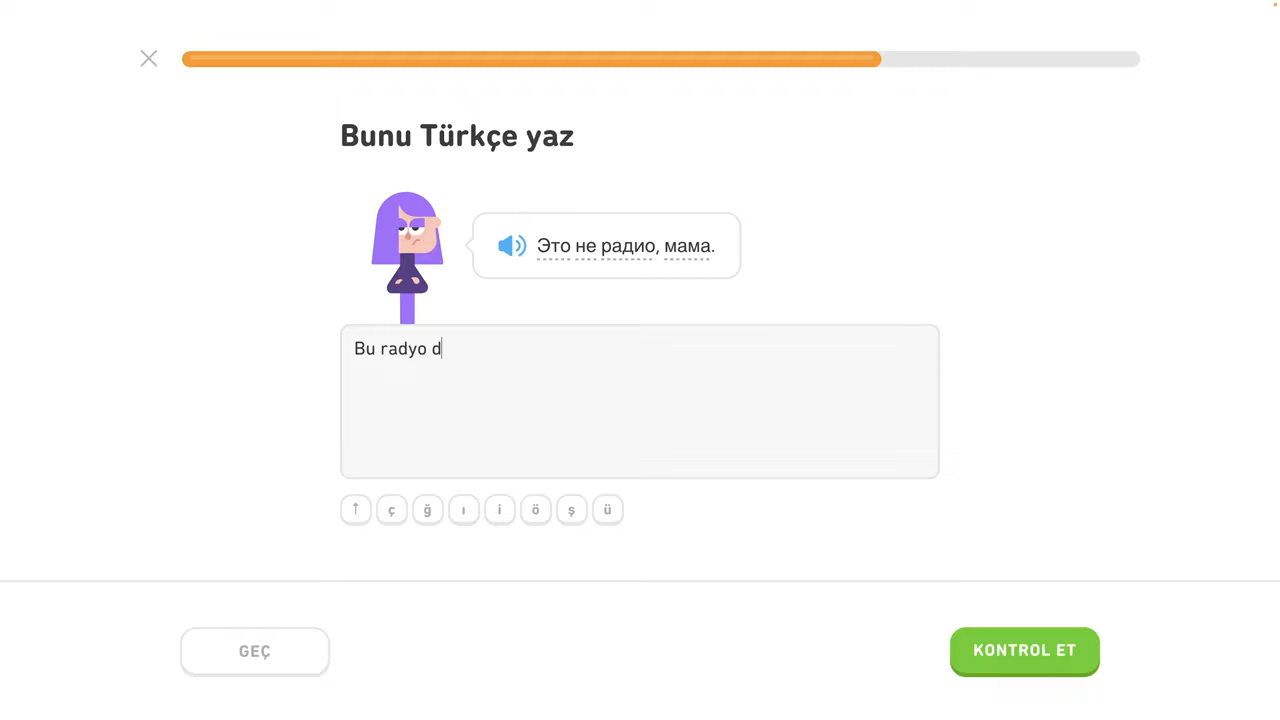 Bunu Türkçe yaz
Это не радио, мама.
Bu radyo d
↑ ç ğ ı i ö ş ü
GEÇ
KONTROL ET